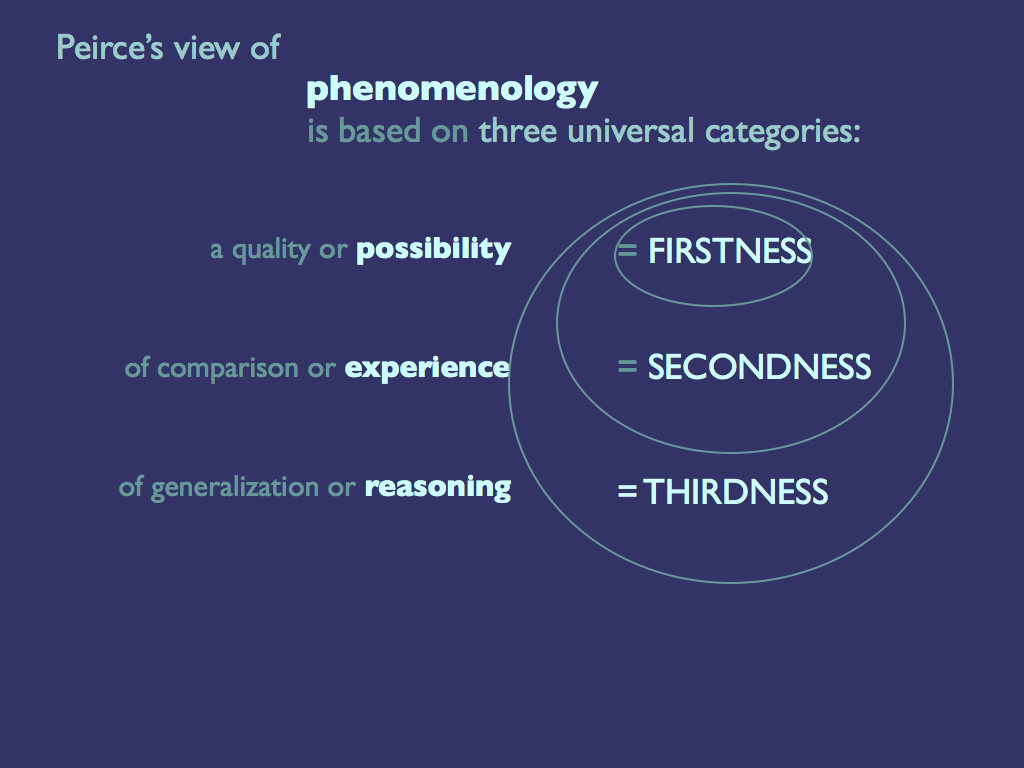 Peirce’s view of
phenomenology
is based on three universal categories:
a quality or possibility = FIRSTNESS
of comparison or experience = SECONDNESS
of generalization or reasoning = THIRDNESS